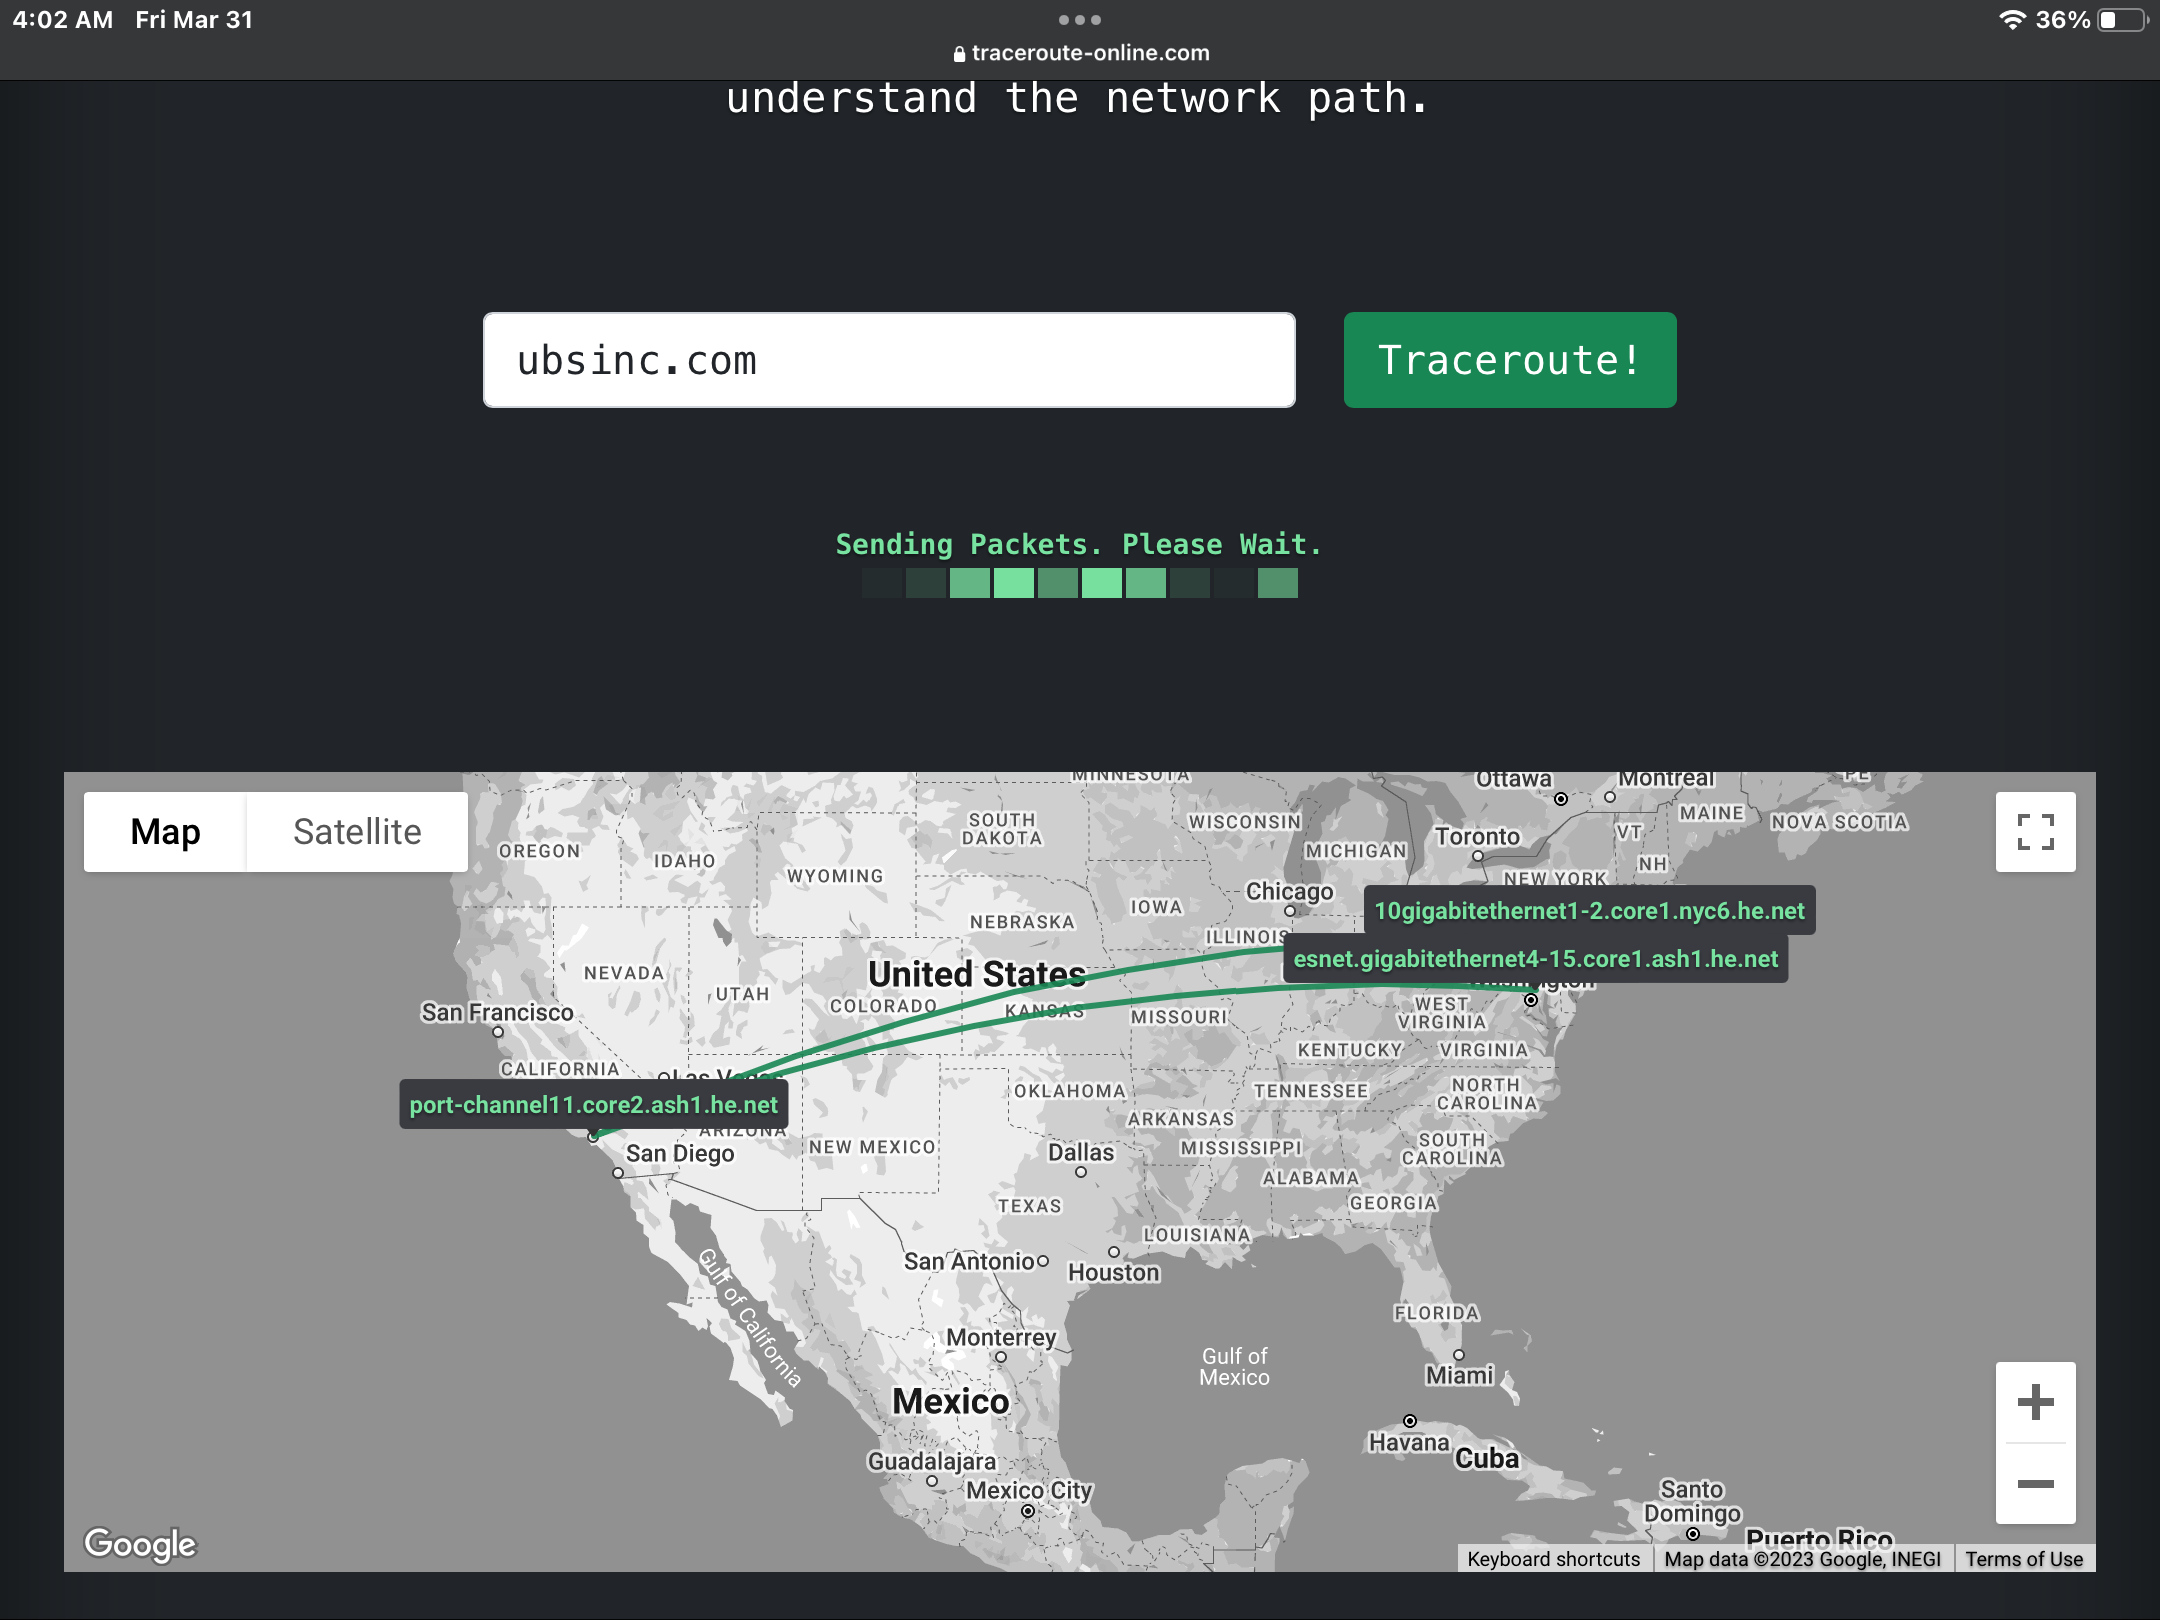 4:02 AM Fri Mar 31
36%
traceroute-online.com
understand the network path.
ubsinc.com
Traceroute!
Sending Packets. Please Wait.
Map
Satellite
MINNESOTA
Ottawa
Montreal
PE
OREGON
IDAHO
WYOMING
SOUTH
DAKOTA
WISCONSIN
MICHIGAN
Toronto
VT
NH
MAINE
NOVA SCOTIA
NEW YORK
Chicago
IOWA
NEBRASKA
ILLINOIS
10gigabitethernet1-2.core1.nyc6.he.net
esnet.gigabitethernet4-15.core1.ash1.he.net
NEVADA
UTAH
United States
COLORADO
KANSAS
MISSOURI
WEST
VIRGINIA
Washington
San Francisco
CALIFORNIA
Las Vegas
KENTUCKY
VIRGINIA
port-channel11.core2.ash1.he.net
ARIZONA
San Diego
NEW MEXICO
OKLAHOMA
ARKANSAS
TENNESSEE
NORTH
CAROLINA
Dallas
MISSISSIPPI
SOUTH
CAROLINA
ALABAMA
GEORGIA
TEXAS
LOUISIANA
San Antonio
Houston
Gulf of California
FLORIDA
Monterrey
Gulf of
Mexico
Miami
Mexico
Havana
Cuba
Guadalajara
Mexico City
Santo
Domingo
Puerto Rico
Google
Keyboard shortcuts
Map data ©2023 Google, INEGI
Terms of Use